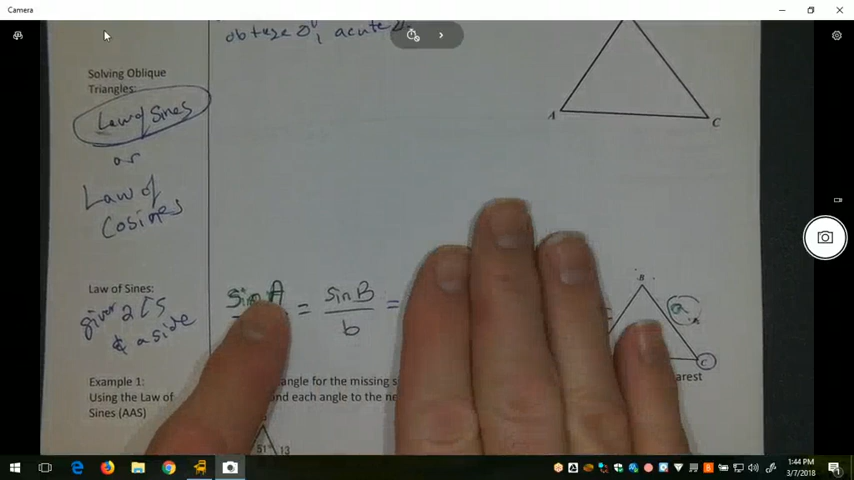 Camera
obtuse Δ, acute Δ.
Solving Oblique
Triangles:
Law of Sines
or
Law of
Cosines
A
C
Law of Sines:
given 2 ∠s
& a side
sin A = sin B =
b
B
a
C
Example 1:
Using the Law of
Sines (AAS)
angle for the missing s
and each angle to the ne
arest
51°
13
1:44 PM
3/7/2018